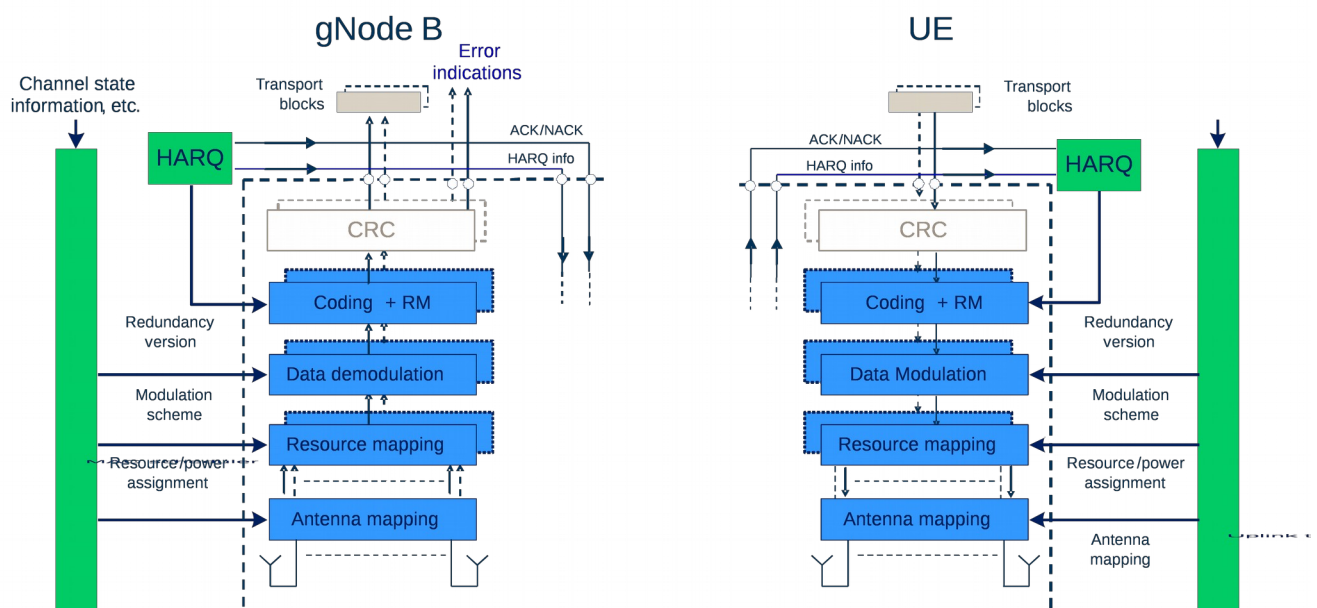 gNode B
UE
Error
indications
Channel state
information, etc.
Transport
blocks
Transport
blocks
HARQ
ACK/NACK
HARQ info
ACK/NACK
HARQ info
HARQ
CRC
CRC
Coding + RM
Coding + RM
Redundancy
version
Redundancy
version
Data demodulation
Data Modulation
Modulation
scheme
Modulation
scheme
Resource mapping
Resource mapping
Resource/power
assignment
Resource/power
assignment
Antenna mapping
Antenna mapping
Antenna
mapping